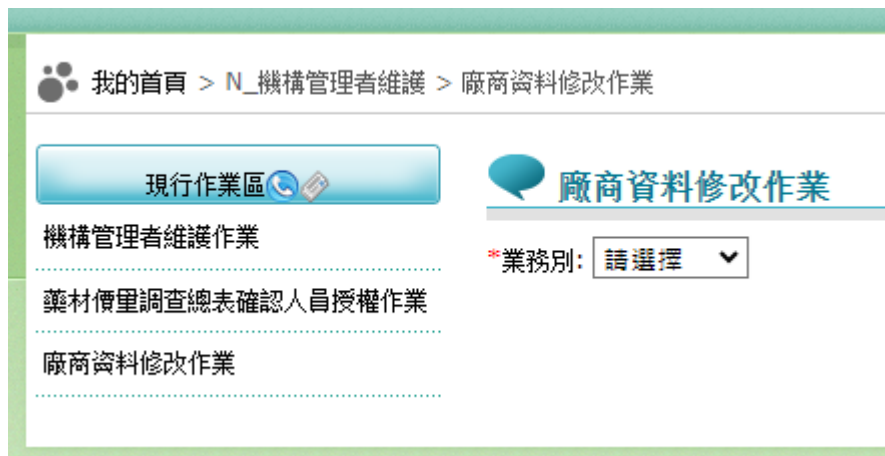 我的首頁 > N_機構管理者維護 > 廠商資料修改作業
現行作業區
機構管理者維護作業
藥材價量調查總表確認人員授權作業
廠商資料修改作業
廠商資料修改作業
*業務別: 請選擇